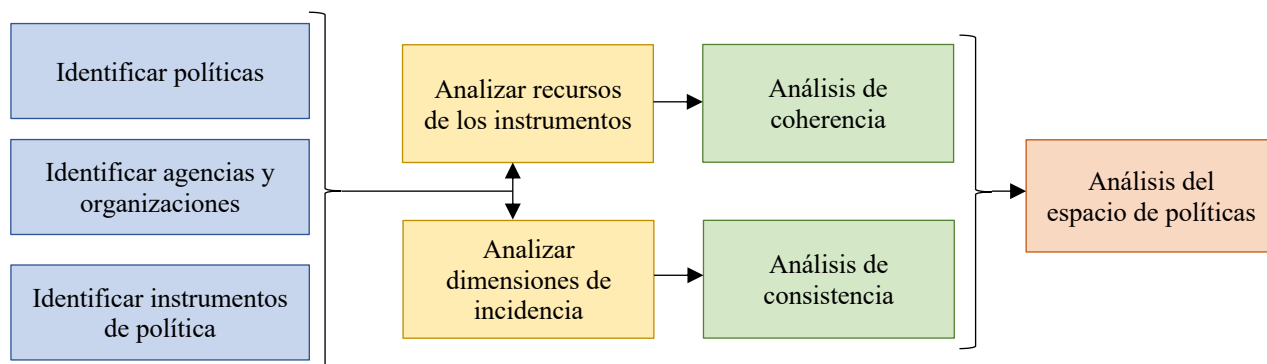 Identificar políticas
Identificar agencias y
organizaciones
Identificar instrumentos
de política
Analizar recursos
de los instrumentos
Analizar
dimensiones de
incidencia
Análisis de
coherencia
Análisis de
consistencia
Análisis del
espacio de políticas